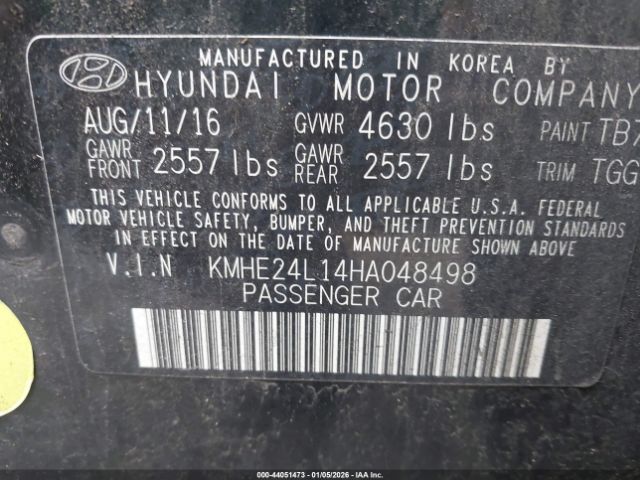 MANUFACTURED IN KOREA BY
HYUNDAI MOTOR COMPANY
AUG/11/16 GVWR 4630 lbs PAINT
GAWR FRONT 2557 lbs GAWR REAR 2557 lbs TRIM TGG
THIS VEHICLE CONFORMS TO ALL APPLICABLE U.S.A. FEDERAL
MOTOR VEHICLE SAFETY, BUMPER, AND THEFT PREVENTION STANDARDS
IN EFFECT ON THE DATE OF MANUFACTURE SHOWN ABOVE
V.I.N KMHE24L14HA048498
PASSENGER CAR
000-44051473 — 01/05/2026 — IAA Inc.